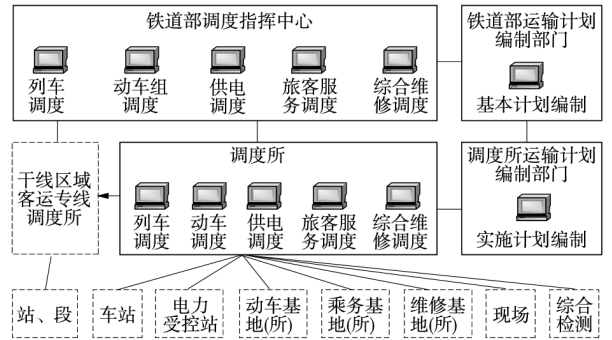 铁道部调度指挥中心
列车
调度
动车组
调度
供电
调度
旅客服
务调度
综合维
修调度
铁道部运输计划
编制部门
基本计划编制
干线区域
客运专线
调度所
调度所
列车
调度
动车
调度
供电
调度
旅客服
务调度
综合维
修调度
调度所运输计划
编制部门
实施计划编制
站、段
车站
电力
受控站
动车基
地(所)
乘务基
地(所)
维修基
地(所)
现场
综合
检测